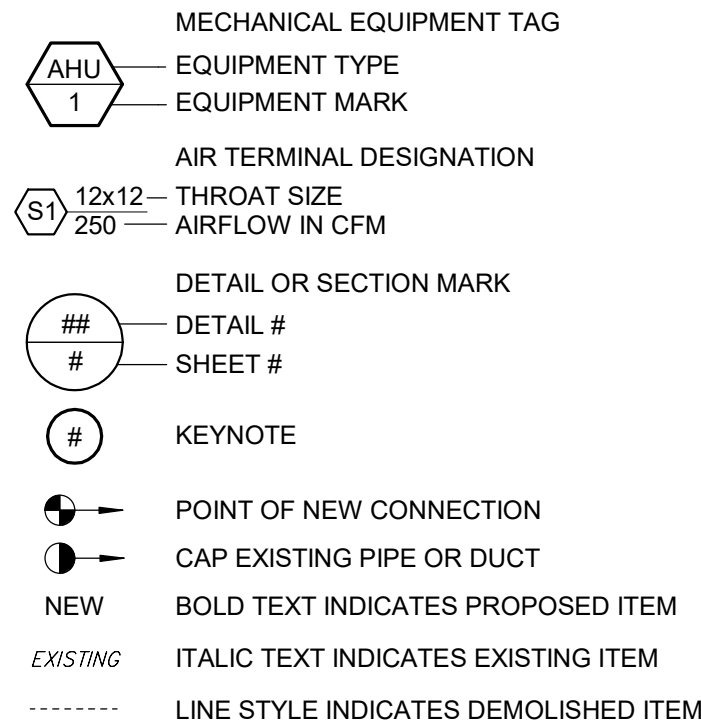 MECHANICAL EQUIPMENT TAG
AHU EQUIPMENT TYPE
1 EQUIPMENT MARK
AIR TERMINAL DESIGNATION
S1 12x12 THROAT SIZE
250 AIRFLOW IN CFM
DETAIL OR SECTION MARK
## DETAIL #
# SHEET #
# KEYNOTE
POINT OF NEW CONNECTION
CAP EXISTING PIPE OR DUCT
NEW BOLD TEXT INDICATES PROPOSED ITEM
EXISTING ITALIC TEXT INDICATES EXISTING ITEM
LINE STYLE INDICATES DEMOLISHED ITEM